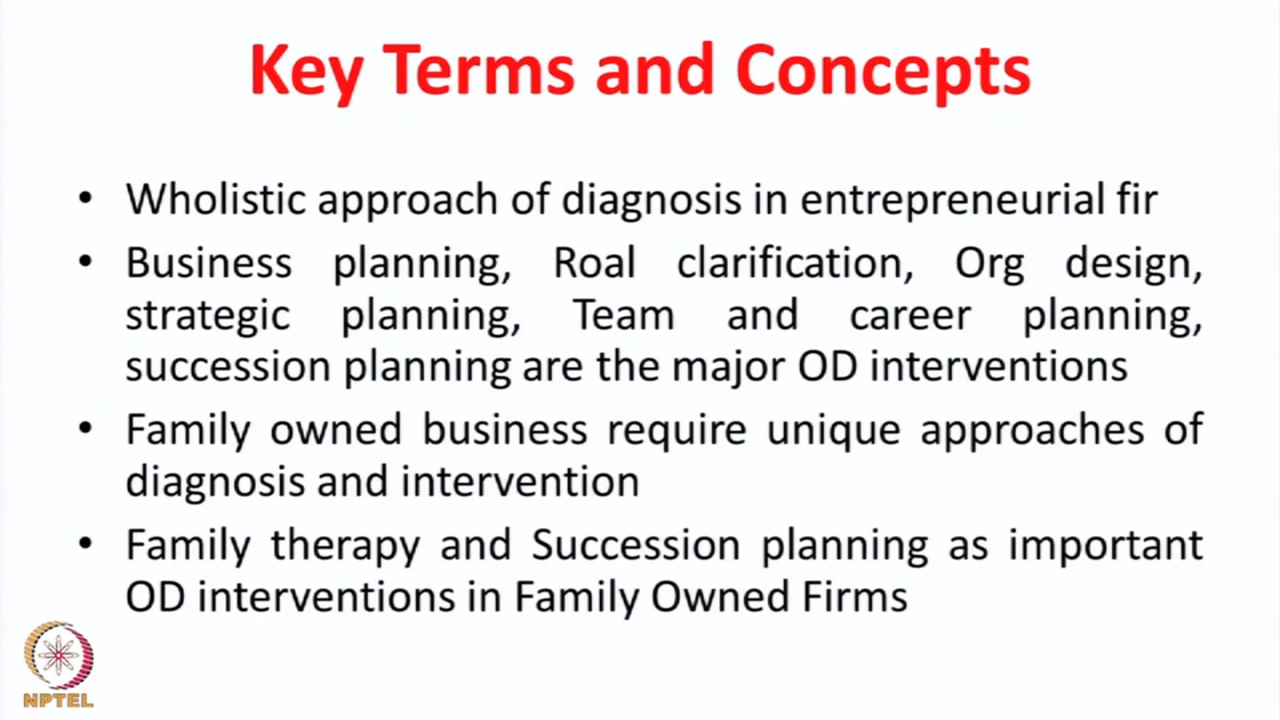 Key Terms and Concepts
• Wholistic approach of diagnosis in entrepreneurial fir
• Business planning, Roal clarification, Org design,
strategic planning, Team and career planning,
succession planning are the major OD interventions
• Family owned business require unique approaches of
diagnosis and intervention
• Family therapy and Succession planning as important
OD interventions in Family Owned Firms
NPTEL